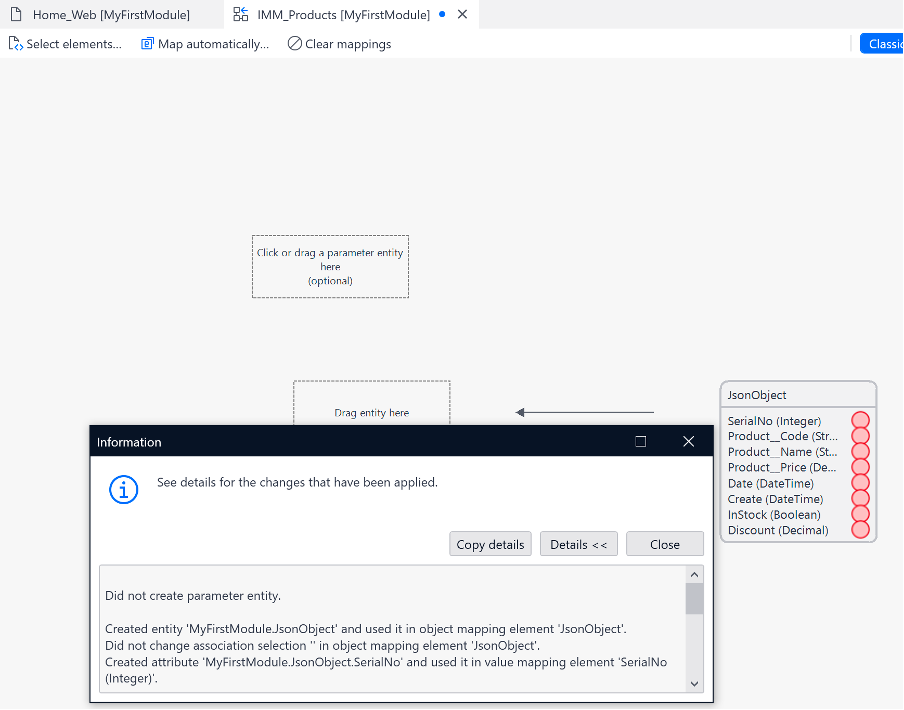 Home_Web [MyFirstModule]
IMM_Products [MyFirstModule]
Select elements...
Map automatically...
Clear mappings
Classic
Click or drag a parameter entity
here
(optional)
Drag entity here
JsonObject
SerialNo (Integer)
Product__Code (Str...
Product__Name (St...
Product__Price (De...
Date (DateTime)
Create (DateTime)
InStock (Boolean)
Discount (Decimal)
Information
See details for the changes that have been applied.
Copy details
Details <<
Close
Did not create parameter entity.
Created entity 'MyFirstModule.JsonObject' and used it in object mapping element 'JsonObject'.
Did not change association selection '' in object mapping element 'JsonObject'.
Created attribute 'MyFirstModule.JsonObject.SerialNo' and used it in value mapping element 'SerialNo
(Integer)'.